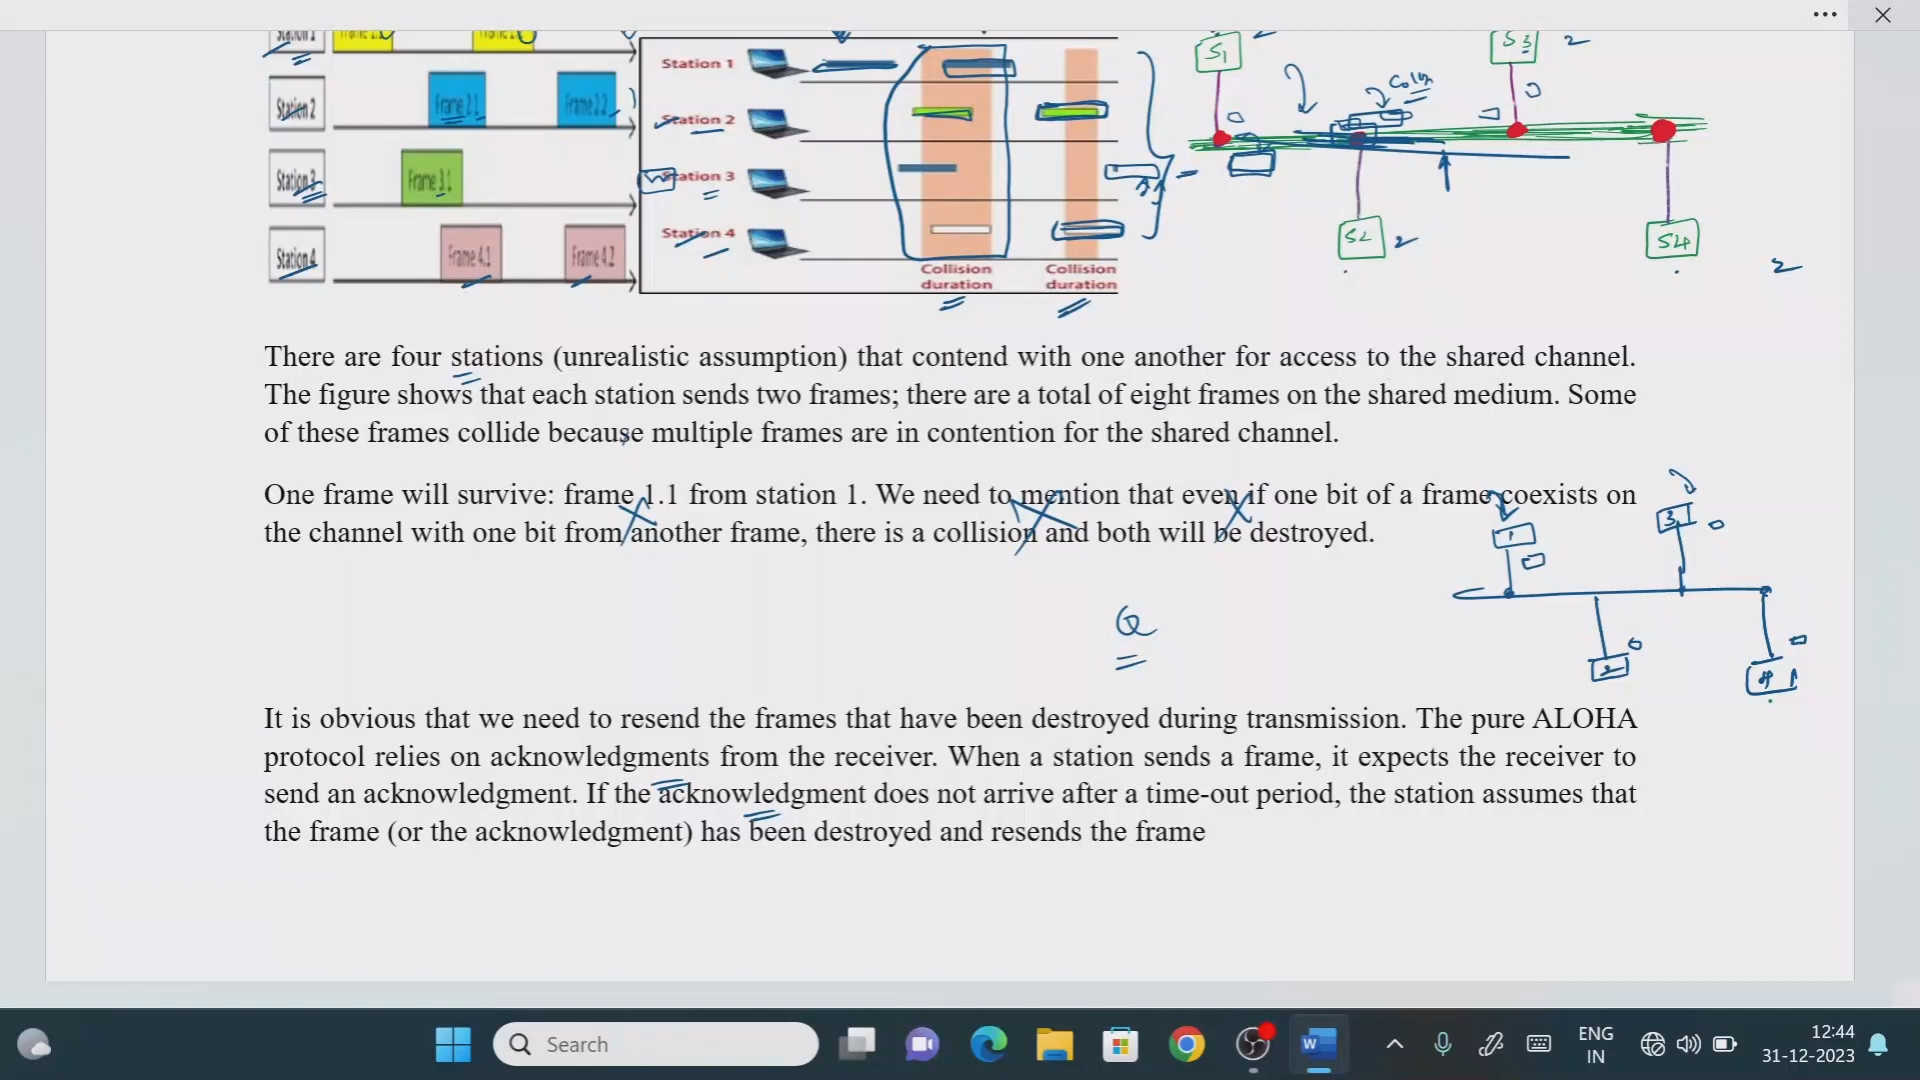 Station 1
Station 2
Frame 2.1
Frame 2.2
Station 3
Frame 3.1
Station 4
Frame 4.1
Frame 4.2
Station 1
Station 2
Station 3
Station 4
Collision duration
Collision duration
S1
S3
2
S2
2
S4
2
There are four stations (unrealistic assumption) that contend with one another for access to the shared channel.
The figure shows that each station sends two frames; there are a total of eight frames on the shared medium. Some
of these frames collide because multiple frames are in contention for the shared channel.
One frame will survive: frame 1.1 from station 1. We need to mention that even if one bit of a frame coexists on
the channel with one bit from another frame, there is a collision and both will be destroyed.
1
3
2
4
Q
It is obvious that we need to resend the frames that have been destroyed during transmission. The pure ALOHA
protocol relies on acknowledgments from the receiver. When a station sends a frame, it expects the receiver to
send an acknowledgment. If the acknowledgment does not arrive after a time-out period, the station assumes that
the frame (or the acknowledgment) has been destroyed and resends the frame
Search
ENG
IN
12:44
31-12-2023